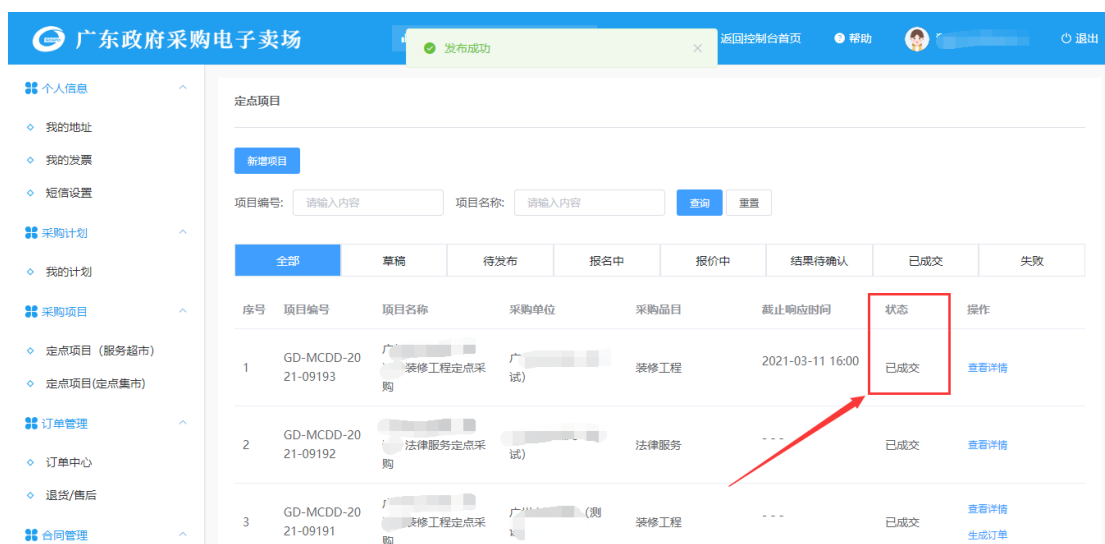 广东政府采购电子卖场
发布成功
返回控制台首页
帮助
退出
个人信息
我的地址
我的发票
短信设置
采购计划
我的计划
采购项目
定点项目（服务超市）
定点项目(定点集市)
订单管理
订单中心
退货/售后
合同管理
定点项目
新增项目
项目编号: 请输入内容 项目名称: 请输入内容 查询 重置
全部 草稿 待发布 报名中 报价中 结果待确认 已成交 失败
序号 项目编号 项目名称 采购单位 采购品目 截止响应时间 状态 操作
1 GD-MCDD-20
21-09193
装修工程定点采
购
试)
装修工程 2021-03-11 16:00 已成交 查看详情
2 GD-MCDD-20
21-09192
法律服务定点采
购
试)
法律服务 - - - 已成交 查看详情
3 GD-MCDD-20
21-09191
装修工程定点采
购
(测
装修工程 - - - 已成交 查看详情
生成订单